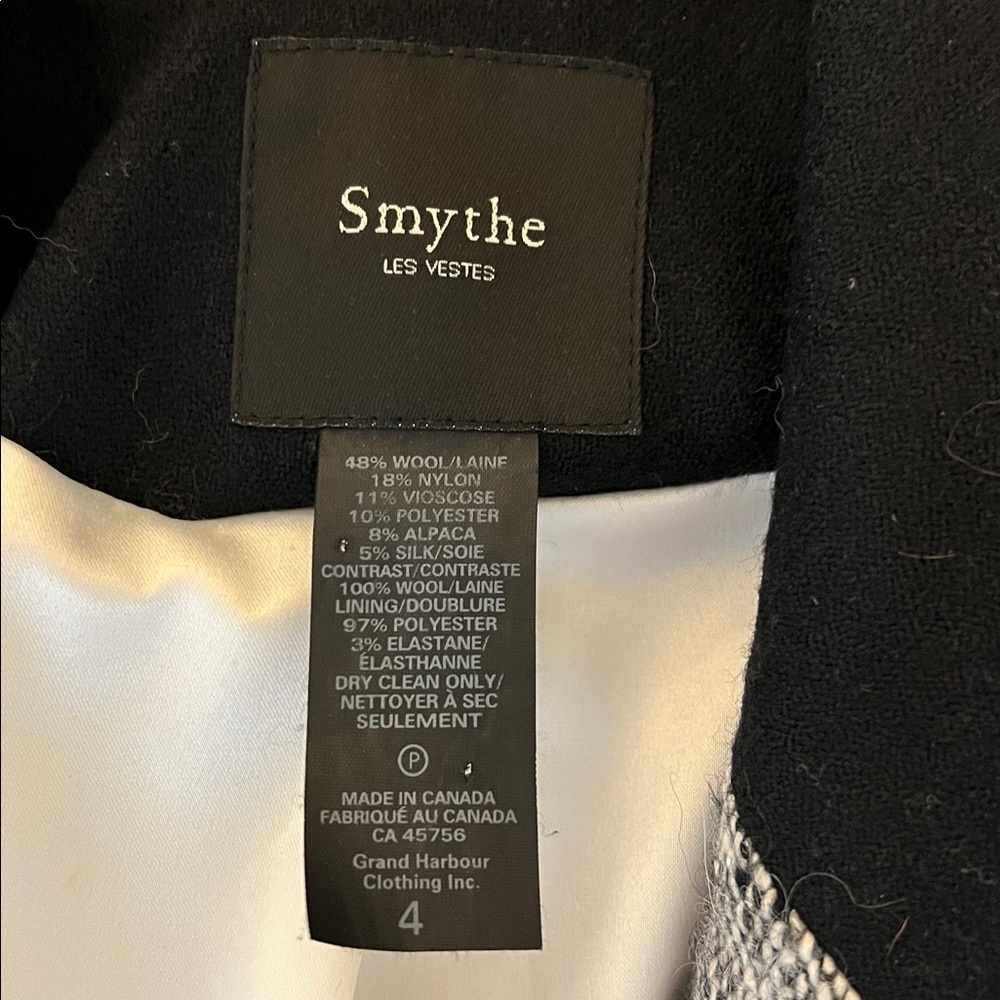 Smythe
LES VESTES
48% WOOL/LAINE
18% NYLON
11% VIOSCOSE
10% POLYESTER
8% ALPACA
5% SILK/SOIE
CONTRAST/CONTRASTE
100% WOOL/LAINE
LINING/DOUBLURE
97% POLYESTER
3% ELASTANE/
ÉLASTHANNE
DRY CLEAN ONLY/
NETTOYER À SEC
SEULEMENT
P
MADE IN CANADA
FABRIQUÉ AU CANADA
CA 45756
Grand Harbour
Clothing Inc.
4